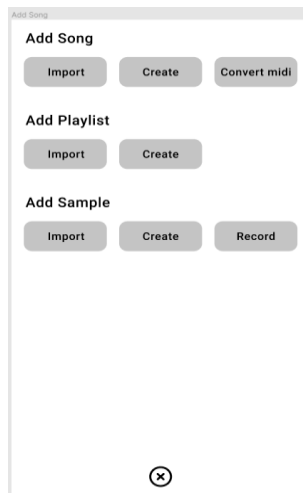 Add Song
Add Song
Import Create Convert midi
Add Playlist
Import Create
Add Sample
Import Create Record